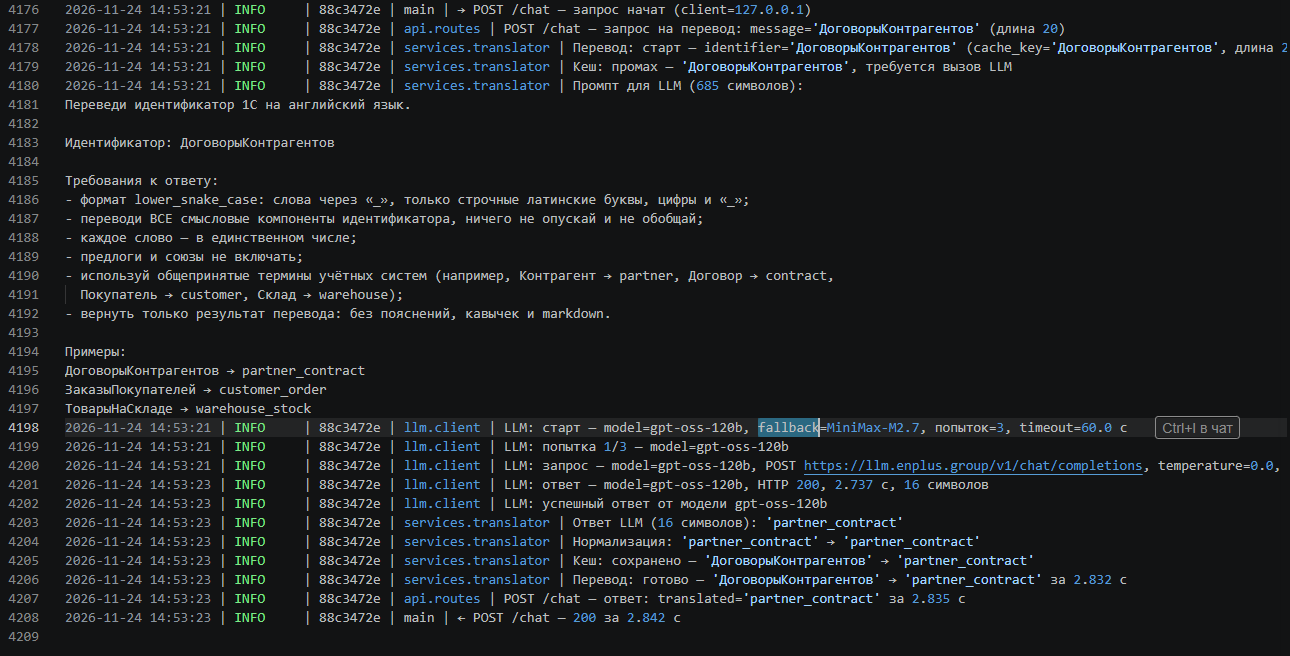 4176 2026-11-24 14:53:21 | INFO | 88c3472e | main | → POST /chat — запрос начат (client=127.0.0.1)
4177 2026-11-24 14:53:21 | INFO | 88c3472e | api.routes | POST /chat — запрос на перевод: message='ДоговорыКонтрагентов' (длина 20)
4178 2026-11-24 14:53:21 | INFO | 88c3472e | services.translator | Перевод: старт — identifier='ДоговорыКонтрагентов' (cache_key='ДоговорыКонтрагентов', длина 2
4179 2026-11-24 14:53:21 | INFO | 88c3472e | services.translator | Кеш: промах — 'ДоговорыКонтрагентов', требуется вызов LLM
4180 2026-11-24 14:53:21 | INFO | 88c3472e | services.translator | Промпт для LLM (685 символов):
4181 Переведи идентификатор 1С на английский язык.
4182
4183 Идентификатор: ДоговорыКонтрагентов
4184
4185 Требования к ответу:
4186 - формат lower_snake_case: слова через «_», только строчные латинские буквы, цифры и «_»;
4187 - переводи ВСЕ смысловые компоненты идентификатора, ничего не опускай и не обобщай;
4188 - каждое слово — в единственном числе;
4189 - предлоги и союзы не включать;
4190 - используй общепринятые термины учётных систем (например, Контрагент → partner, Договор → contract,
4191 Покупатель → customer, Склад → warehouse);
4192 - вернуть только результат перевода: без пояснений, кавычек и markdown.
4193
4194 Примеры:
4195 ДоговорыКонтрагентов → partner_contract
4196 ЗаказыПокупателей → customer_order
4197 ТоварыНаСкладе → warehouse_stock
4198 2026-11-24 14:53:21 | INFO | 88c3472e | llm.client | LLM: старт — model=gpt-oss-120b, fallback=MiniMax-M2.7, попыток=3, timeout=60.0 с Ctrl+I в чат
4199 2026-11-24 14:53:21 | INFO | 88c3472e | llm.client | LLM: попытка 1/3 — model=gpt-oss-120b
4200 2026-11-24 14:53:21 | INFO | 88c3472e | llm.client | LLM: запрос — model=gpt-oss-120b, POST https://llm.enplus.group/v1/chat/completions, temperature=0.0,
4201 2026-11-24 14:53:23 | INFO | 88c3472e | llm.client | LLM: ответ — model=gpt-oss-120b, HTTP 200, 2.737 с, 16 символов
4202 2026-11-24 14:53:23 | INFO | 88c3472e | llm.client | LLM: успешный ответ от модели gpt-oss-120b
4203 2026-11-24 14:53:23 | INFO | 88c3472e | services.translator | Ответ LLM (16 символов): 'partner_contract'
4204 2026-11-24 14:53:23 | INFO | 88c3472e | services.translator | Нормализация: 'partner_contract' → 'partner_contract'
4205 2026-11-24 14:53:23 | INFO | 88c3472e | services.translator | Кеш: сохранено — 'ДоговорыКонтрагентов' → 'partner_contract'
4206 2026-11-24 14:53:23 | INFO | 88c3472e | services.translator | Перевод: готово — 'ДоговорыКонтрагентов' → 'partner_contract' за 2.832 с
4207 2026-11-24 14:53:23 | INFO | 88c3472e | api.routes | POST /chat — ответ: translated='partner_contract' за 2.835 с
4208 2026-11-24 14:53:23 | INFO | 88c3472e | main | ← POST /chat — 200 за 2.842 с
4209